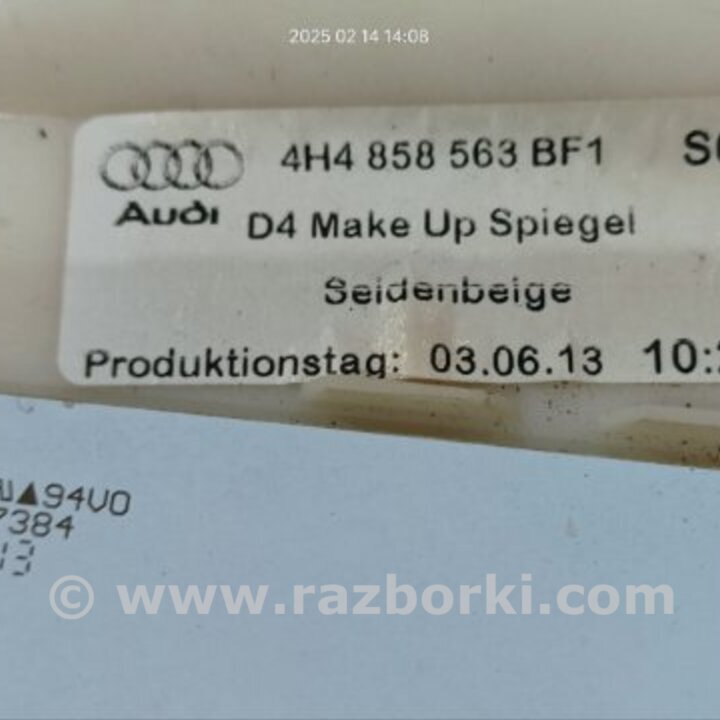 2025 02 14 14:08
4H4 858 563 BF1
Audi
D4 Make Up Spiegel
Seidenbeige
Produktionstag: 03.06.13 10:
94V0
7384
© www.razborki.com